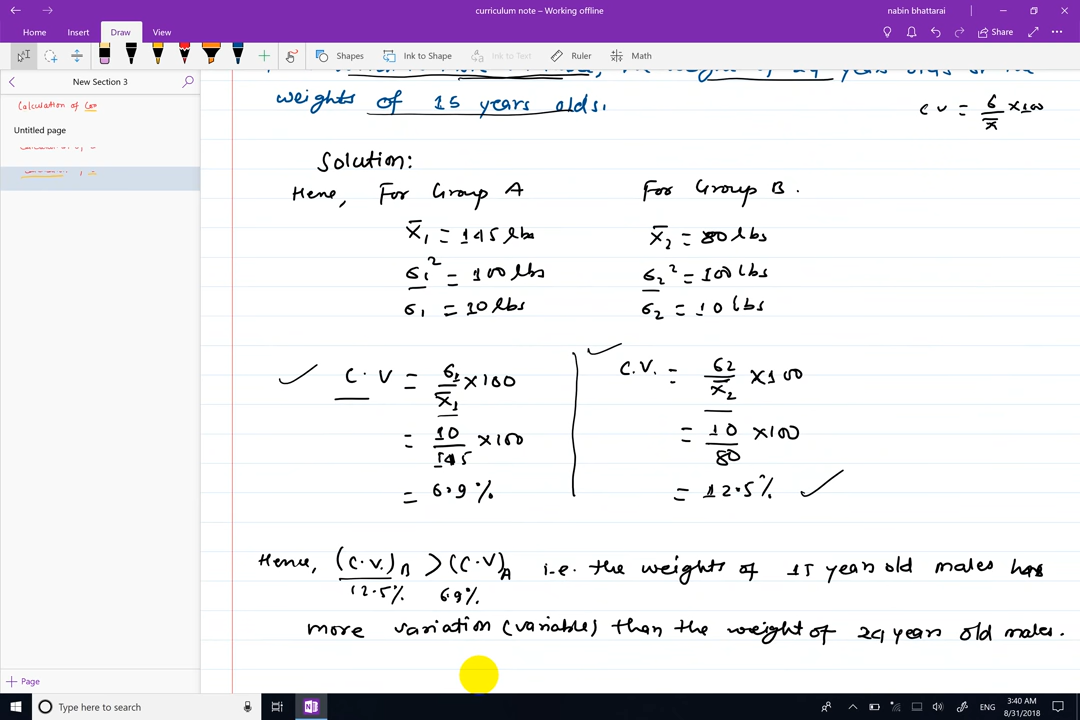 curriculum note – Working offline
nabin bhattarai
Home Insert Draw View
Share
Shapes Ink to Shape Ink to Text Ruler Math
New Section 3
Calculation of
Untitled page
years olds or the
weights of 15 years olds.
C V = σ/x̄ × 100
Solution:
Here, For Group A
For Group B.
x̄₁ = 145 lbs
x̄₂ = 80 lbs
σ₁² = 100 lbs
σ₂² = 100 lbs
σ₁ = 10 lbs
σ₂ = 10 lbs
C.V = σ₁/x̄₁ × 100
C.V. = σ₂/x̄₂ × 100
= 10/145 × 100
= 10/80 × 100
= 6.9%
= 12.5%
Hence, (C.V.)B > (C.V)A i.e. the weights of 15 year old males has
12.5% 6.9%
more variation (variable) than the weight of 24 years old males.
Page
Type here to search
3:40 AM
8/31/2018